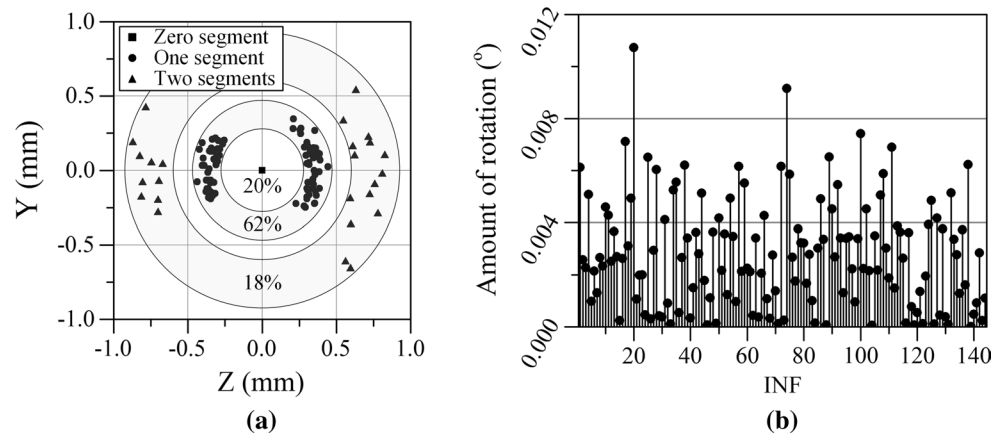 1.0
0.5
0.0
-0.5
-1.0
Y (mm)
Zero segment
One segment
Two segments
20%
62%
18%
-1.0 -0.5 0.0 0.5 1.0
Z (mm)
(a)
0.012
0.008
0.004
0.000
Amount of rotation (°)
20 40 60 80 100 120 140
INF
(b)